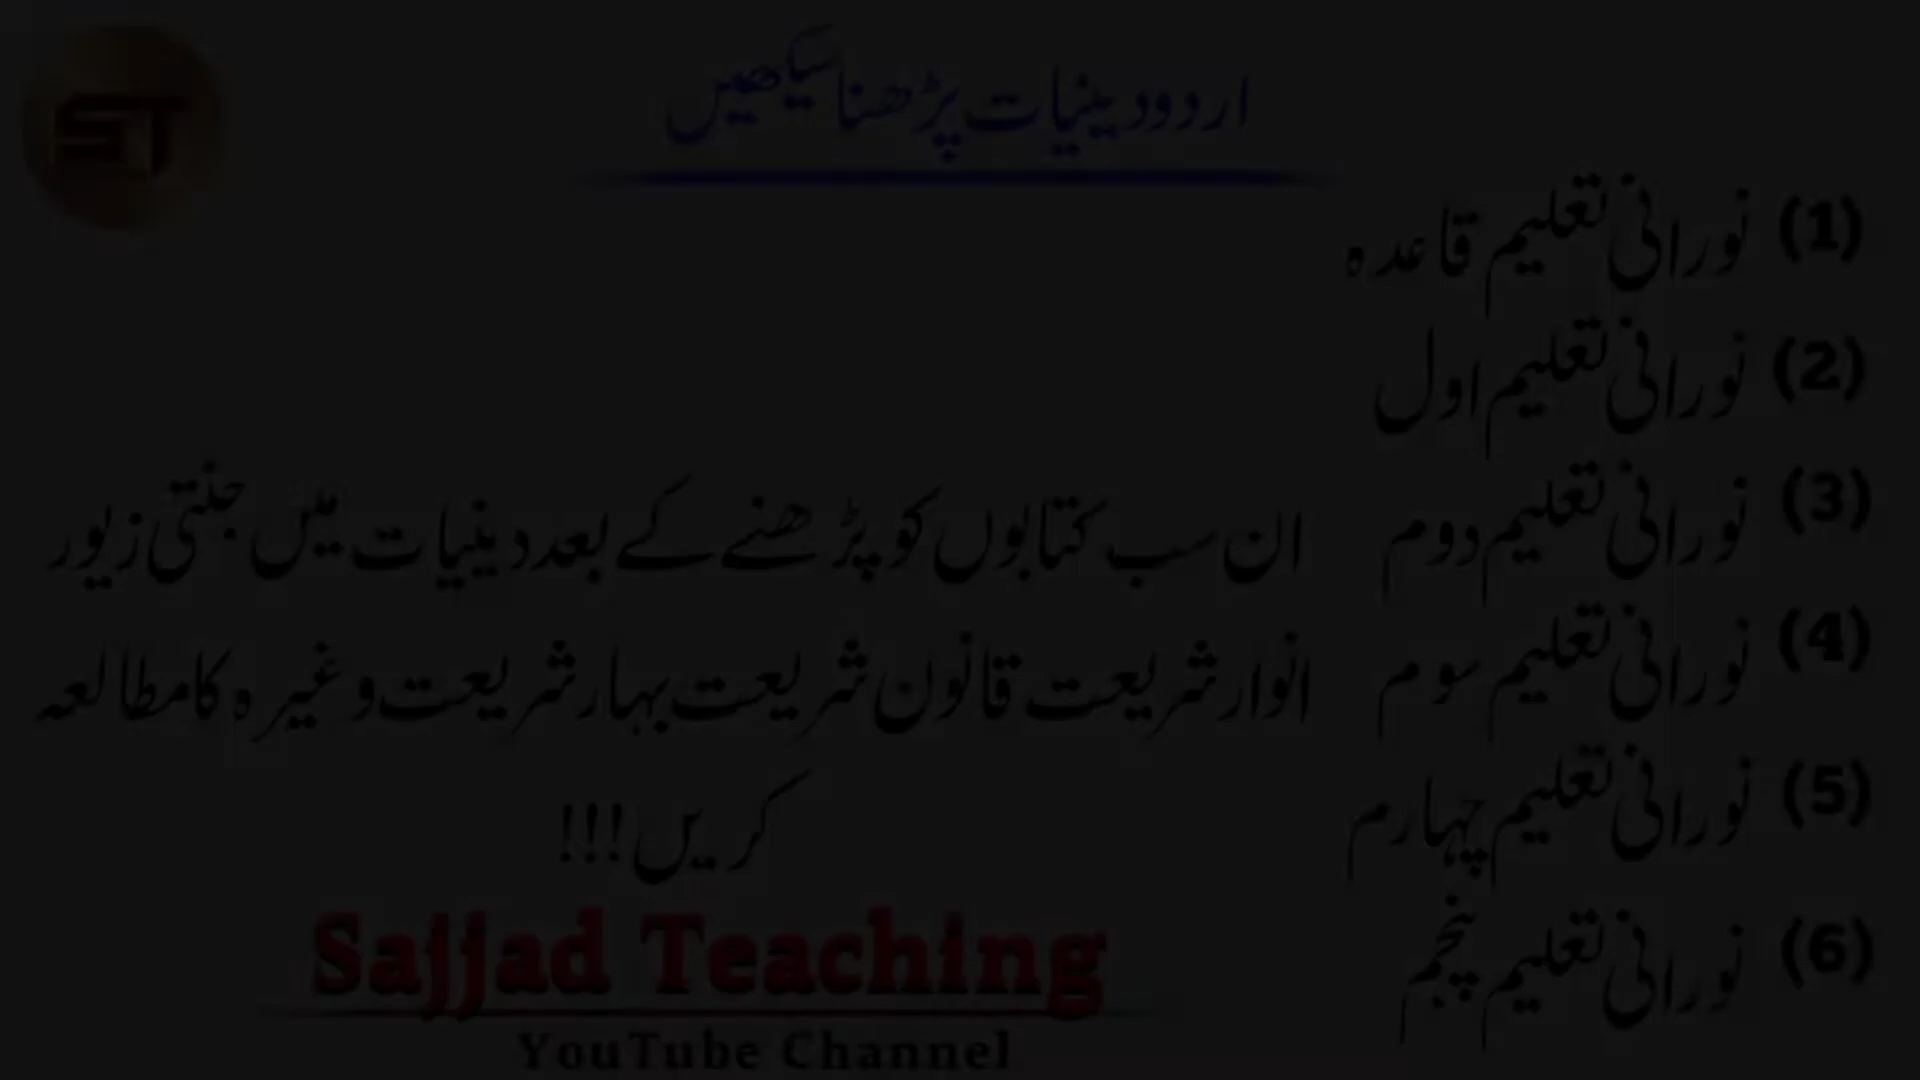 ST
اردو دینیات پڑھنا سیکھیں
(1) نورانی تعلیم قاعدہ
(2) نورانی تعلیم اول
(3) نورانی تعلیم دوم
(4) نورانی تعلیم سوم
(5) نورانی تعلیم چہارم
(6) نورانی تعلیم پنجم
ان سب کتابوں کو پڑھنے کے بعد دینیات میں جنتی زیور
انوار شریعت قانون شریعت بہار شریعت وغیرہ کا مطالعہ
کریں!!!
Sajjad Teaching
YouTube Channel